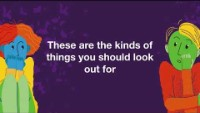 These are the kinds of
things you should look
out for